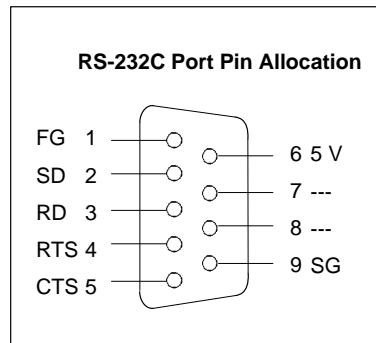 RS-232C Port Pin Allocation
FG 1
SD 2
RD 3
RTS 4
CTS 5
6 5 V
7 ---
8 ---
9 SG